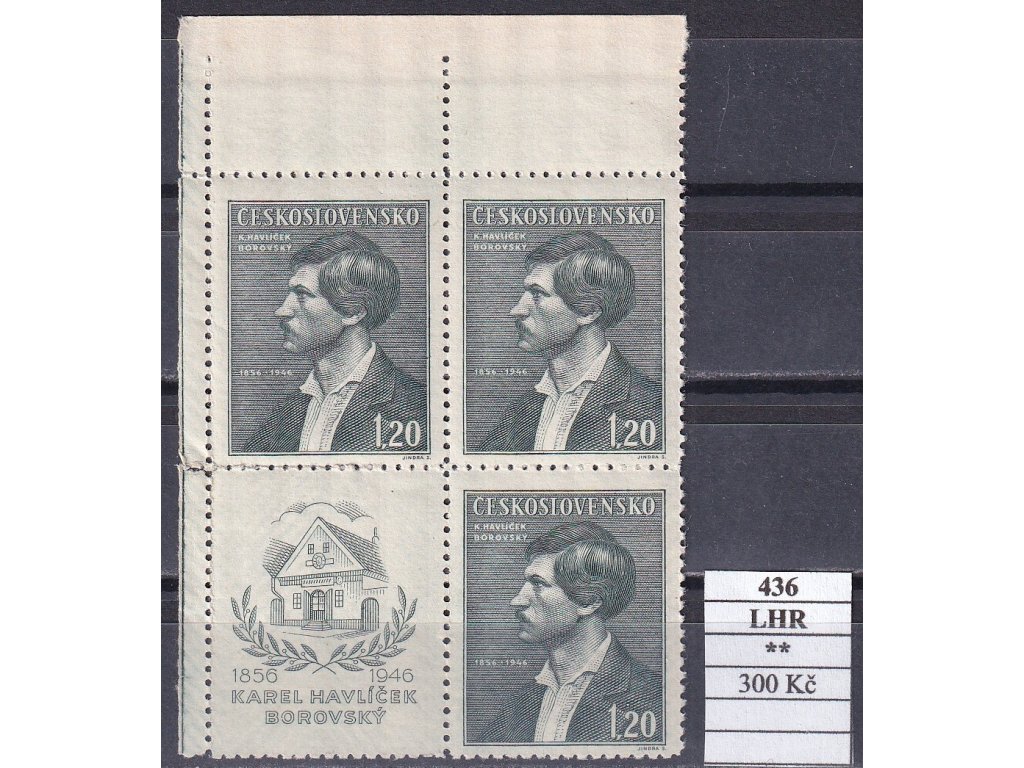 ČESKOSLOVENSKO
K. HAVLÍČEK
BOROVSKÝ
1856-1946
1,20
JINDRA S.
ČESKOSLOVENSKO
K. HAVLÍČEK
BOROVSKÝ
1856-1946
1,20
JINDRA S.
1856 1946
KAREL HAVLÍČEK
BOROVSKÝ
ČESKOSLOVENSKO
K. HAVLÍČEK
BOROVSKÝ
1856-1946
1,20
JINDRA S.
436
LHR
**
300 Kč